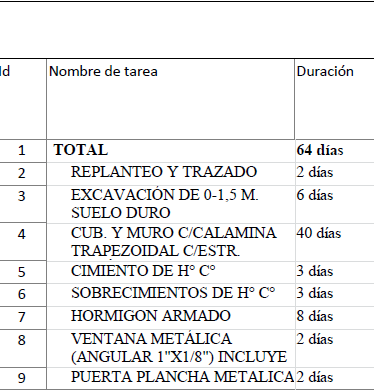 Id Nombre de tarea Duración
1 TOTAL 64 días
2 REPLANTEO Y TRAZADO 2 días
3 EXCAVACIÓN DE 0-1,5 M. 6 días
SUELO DURO
4 CUB. Y MURO C/CALAMINA 40 días
TRAPEZOIDAL C/ESTR.
5 CIMIENTO DE H° C° 3 días
6 SOBRECIMIENTOS DE H° C° 3 días
7 HORMIGON ARMADO 8 días
8 VENTANA METÁLICA 2 días
(ANGULAR 1"X1/8") INCLUYE
9 PUERTA PLANCHA METALICA 2 días